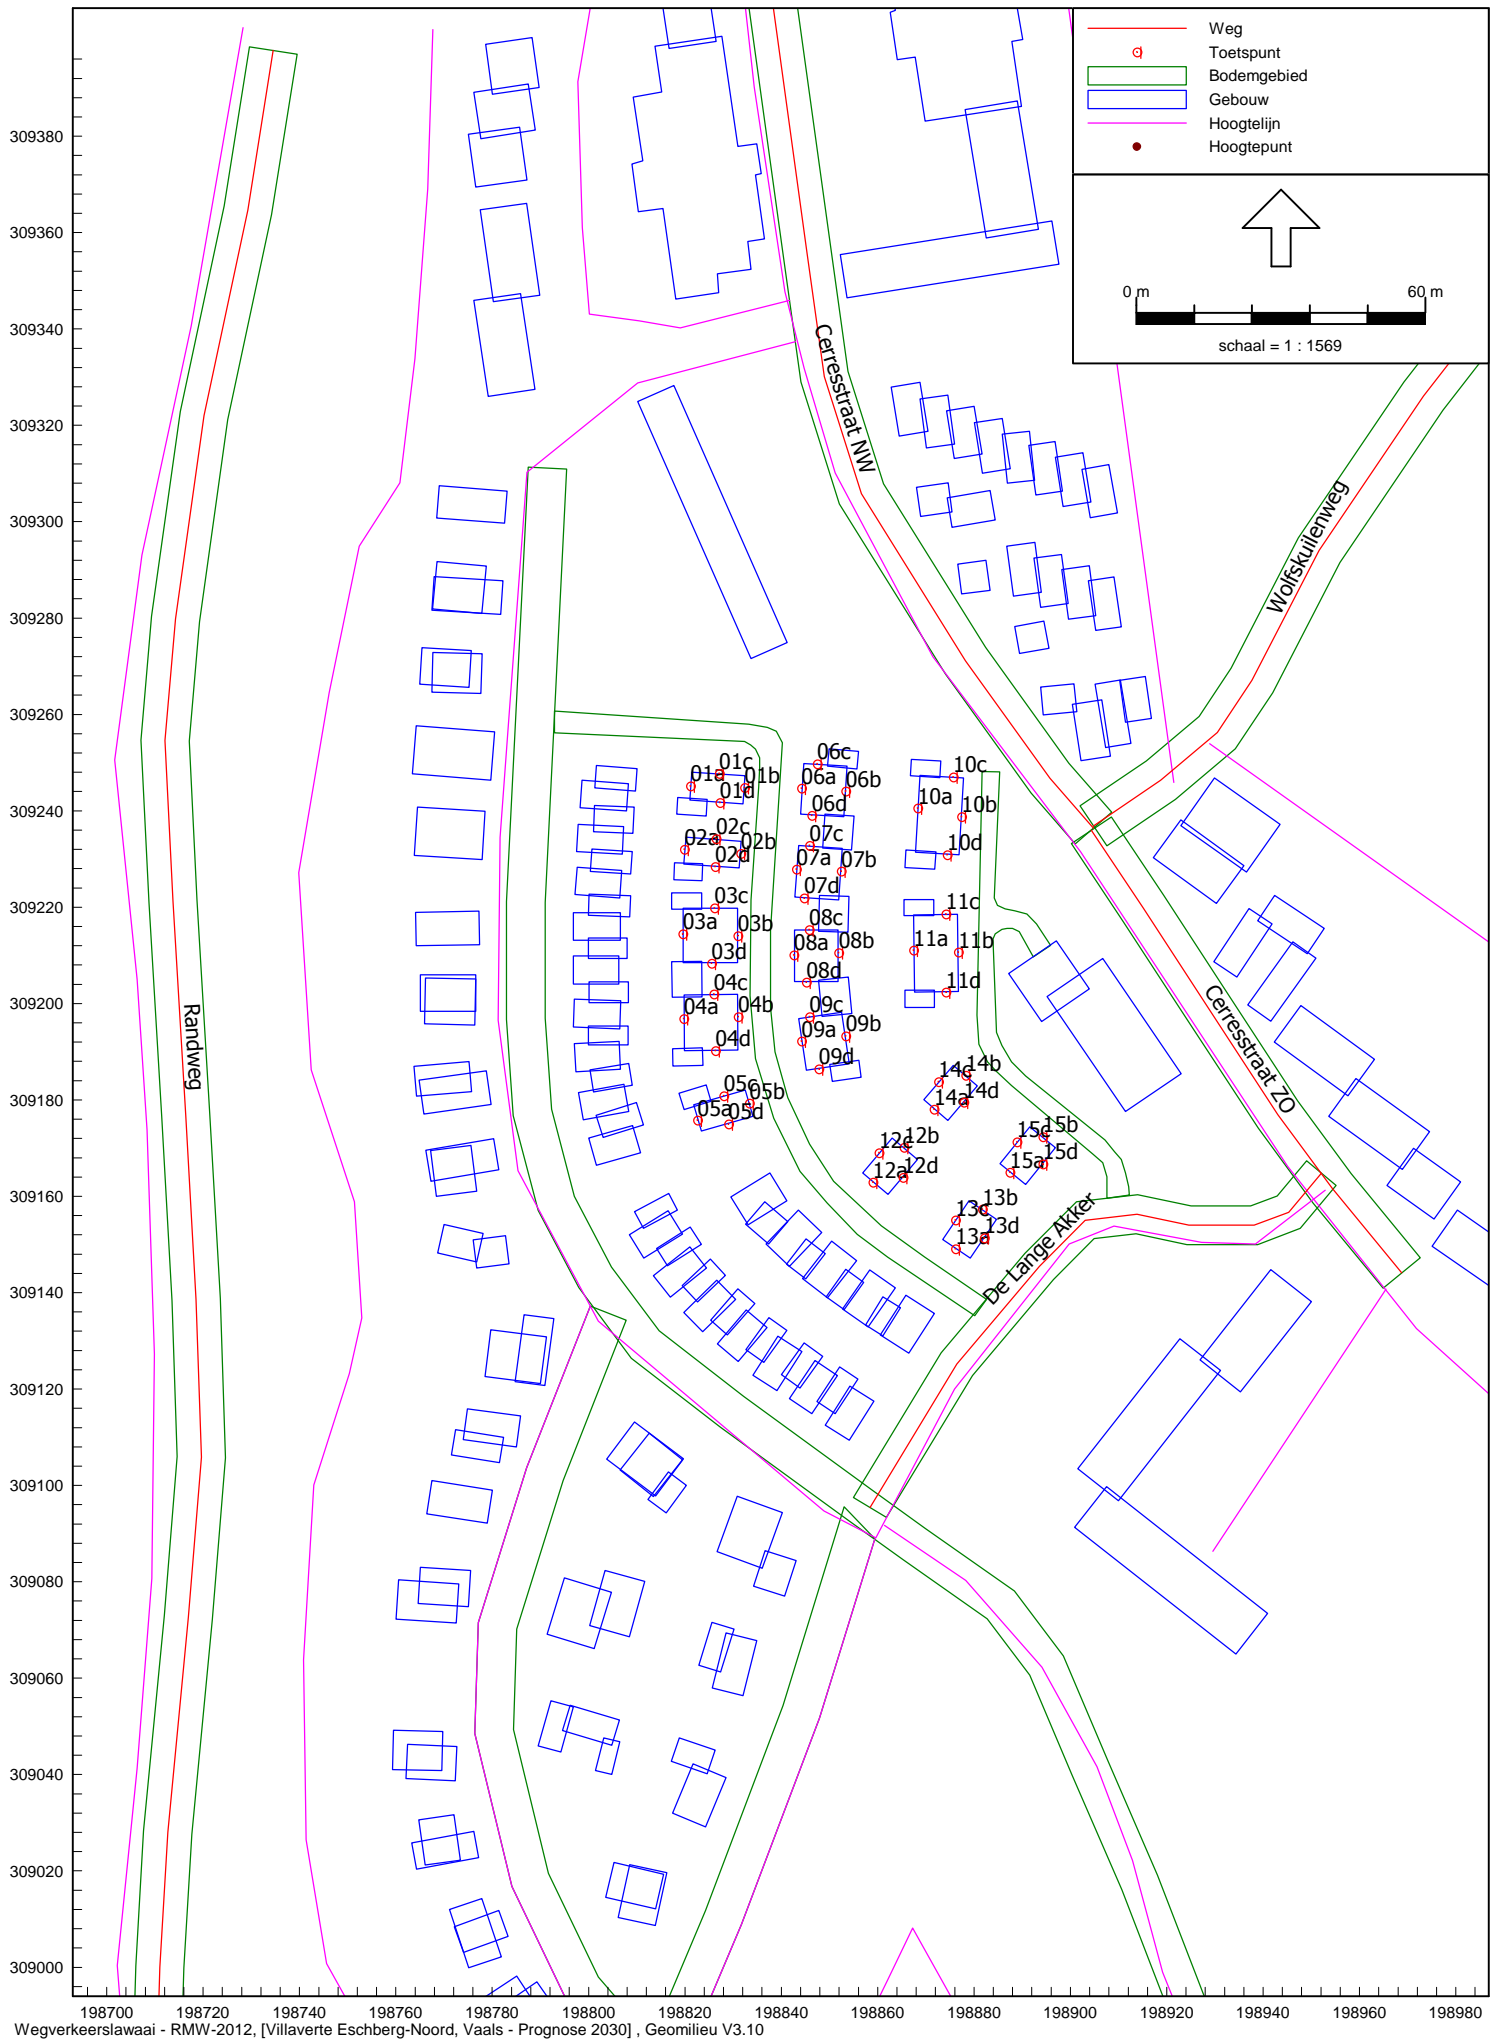 Weg
Toetspunt
Bodemgebied
Gebouw
Hoogtelijn
Hoogtepunt
0 m 60 m
schaal = 1 : 1569
309380
309360
309340
309320
309300
309280
309260
309240
309220
309200
309180
309160
309140
309120
309100
309080
309060
309040
309020
309000
Cerresstraat NW
Wolfskuilenweg
Randweg
Cerresstraat ZO
De Lange Akker
01c
01a
01b
01d
02c
02a
02b
02d
03c
03a
03b
03d
04c
04a
04b
04d
05c
05b
05a
05d
06c
06a
06b
06d
07c
07a
07b
07d
08c
08a
08b
08d
09c
09a
09b
09d
10c
10a
10b
10d
11c
11a
11b
11d
14c
14b
14a
14d
12c
12b
12a
12d
15c
15b
15a
15d
13c
13b
13a
13d
198700 198720 198740 198760 198780 198800 198820 198840 198860 198880 198900 198920 198940 198960 198980
Wegverkeerslawaai - RMW-2012, [Villaverte Eschberg-Noord, Vaals - Prognose 2030] , Geomilieu V3.10